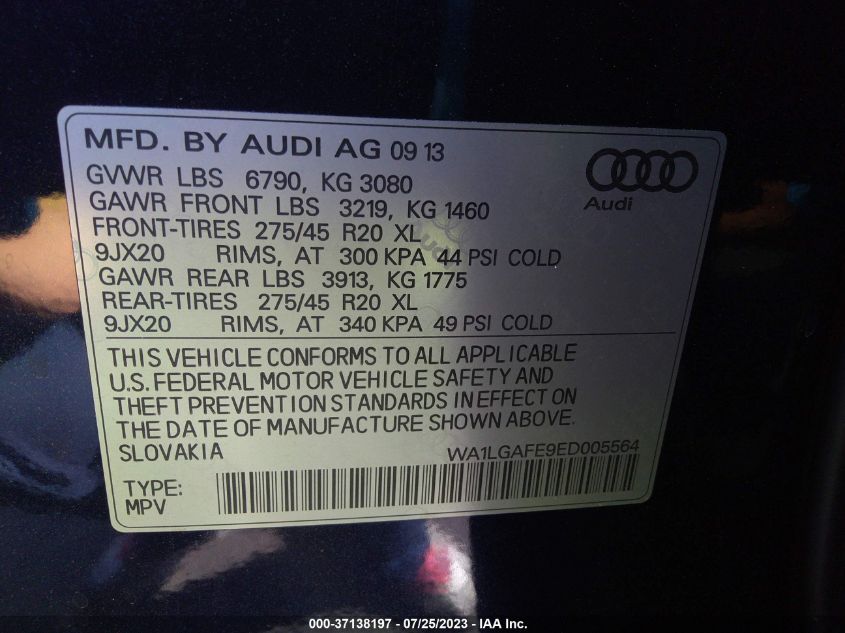 MFD. BY AUDI AG 09 13
GVWR LBS 6790, KG 3080
GAWR FRONT LBS 3219, KG 1460
FRONT-TIRES 275/45 R20 XL
9JX20 RIMS, AT 300 KPA 44 PSI COLD
GAWR REAR LBS 3913, KG 1775
REAR-TIRES 275/45 R20 XL
9JX20 RIMS, AT 340 KPA 49 PSI COLD
Audi
THIS VEHICLE CONFORMS TO ALL APPLICABLE
U.S. FEDERAL MOTOR VEHICLE SAFETY AND
THEFT PREVENTION STANDARDS IN EFFECT ON
THE DATE OF MANUFACTURE SHOWN ABOVE.
SLOVAKIA WA1LGAFE9ED005564
TYPE:
MPV
000-37138197 - 07/25/2023 - IAA Inc.